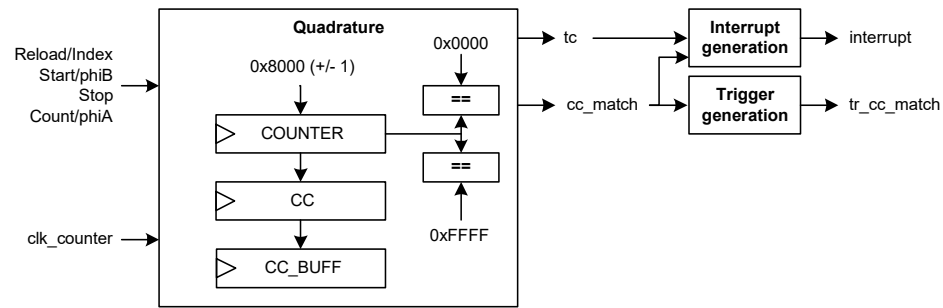 Quadrature
Reload/Index
Start/phiB
Stop
Count/phiA
clk_counter
0x8000 (+/- 1)
COUNTER
CC
CC_BUFF
0x0000
==
==
0xFFFF
tc
cc_match
Interrupt
generation
interrupt
Trigger
generation
tr_cc_match